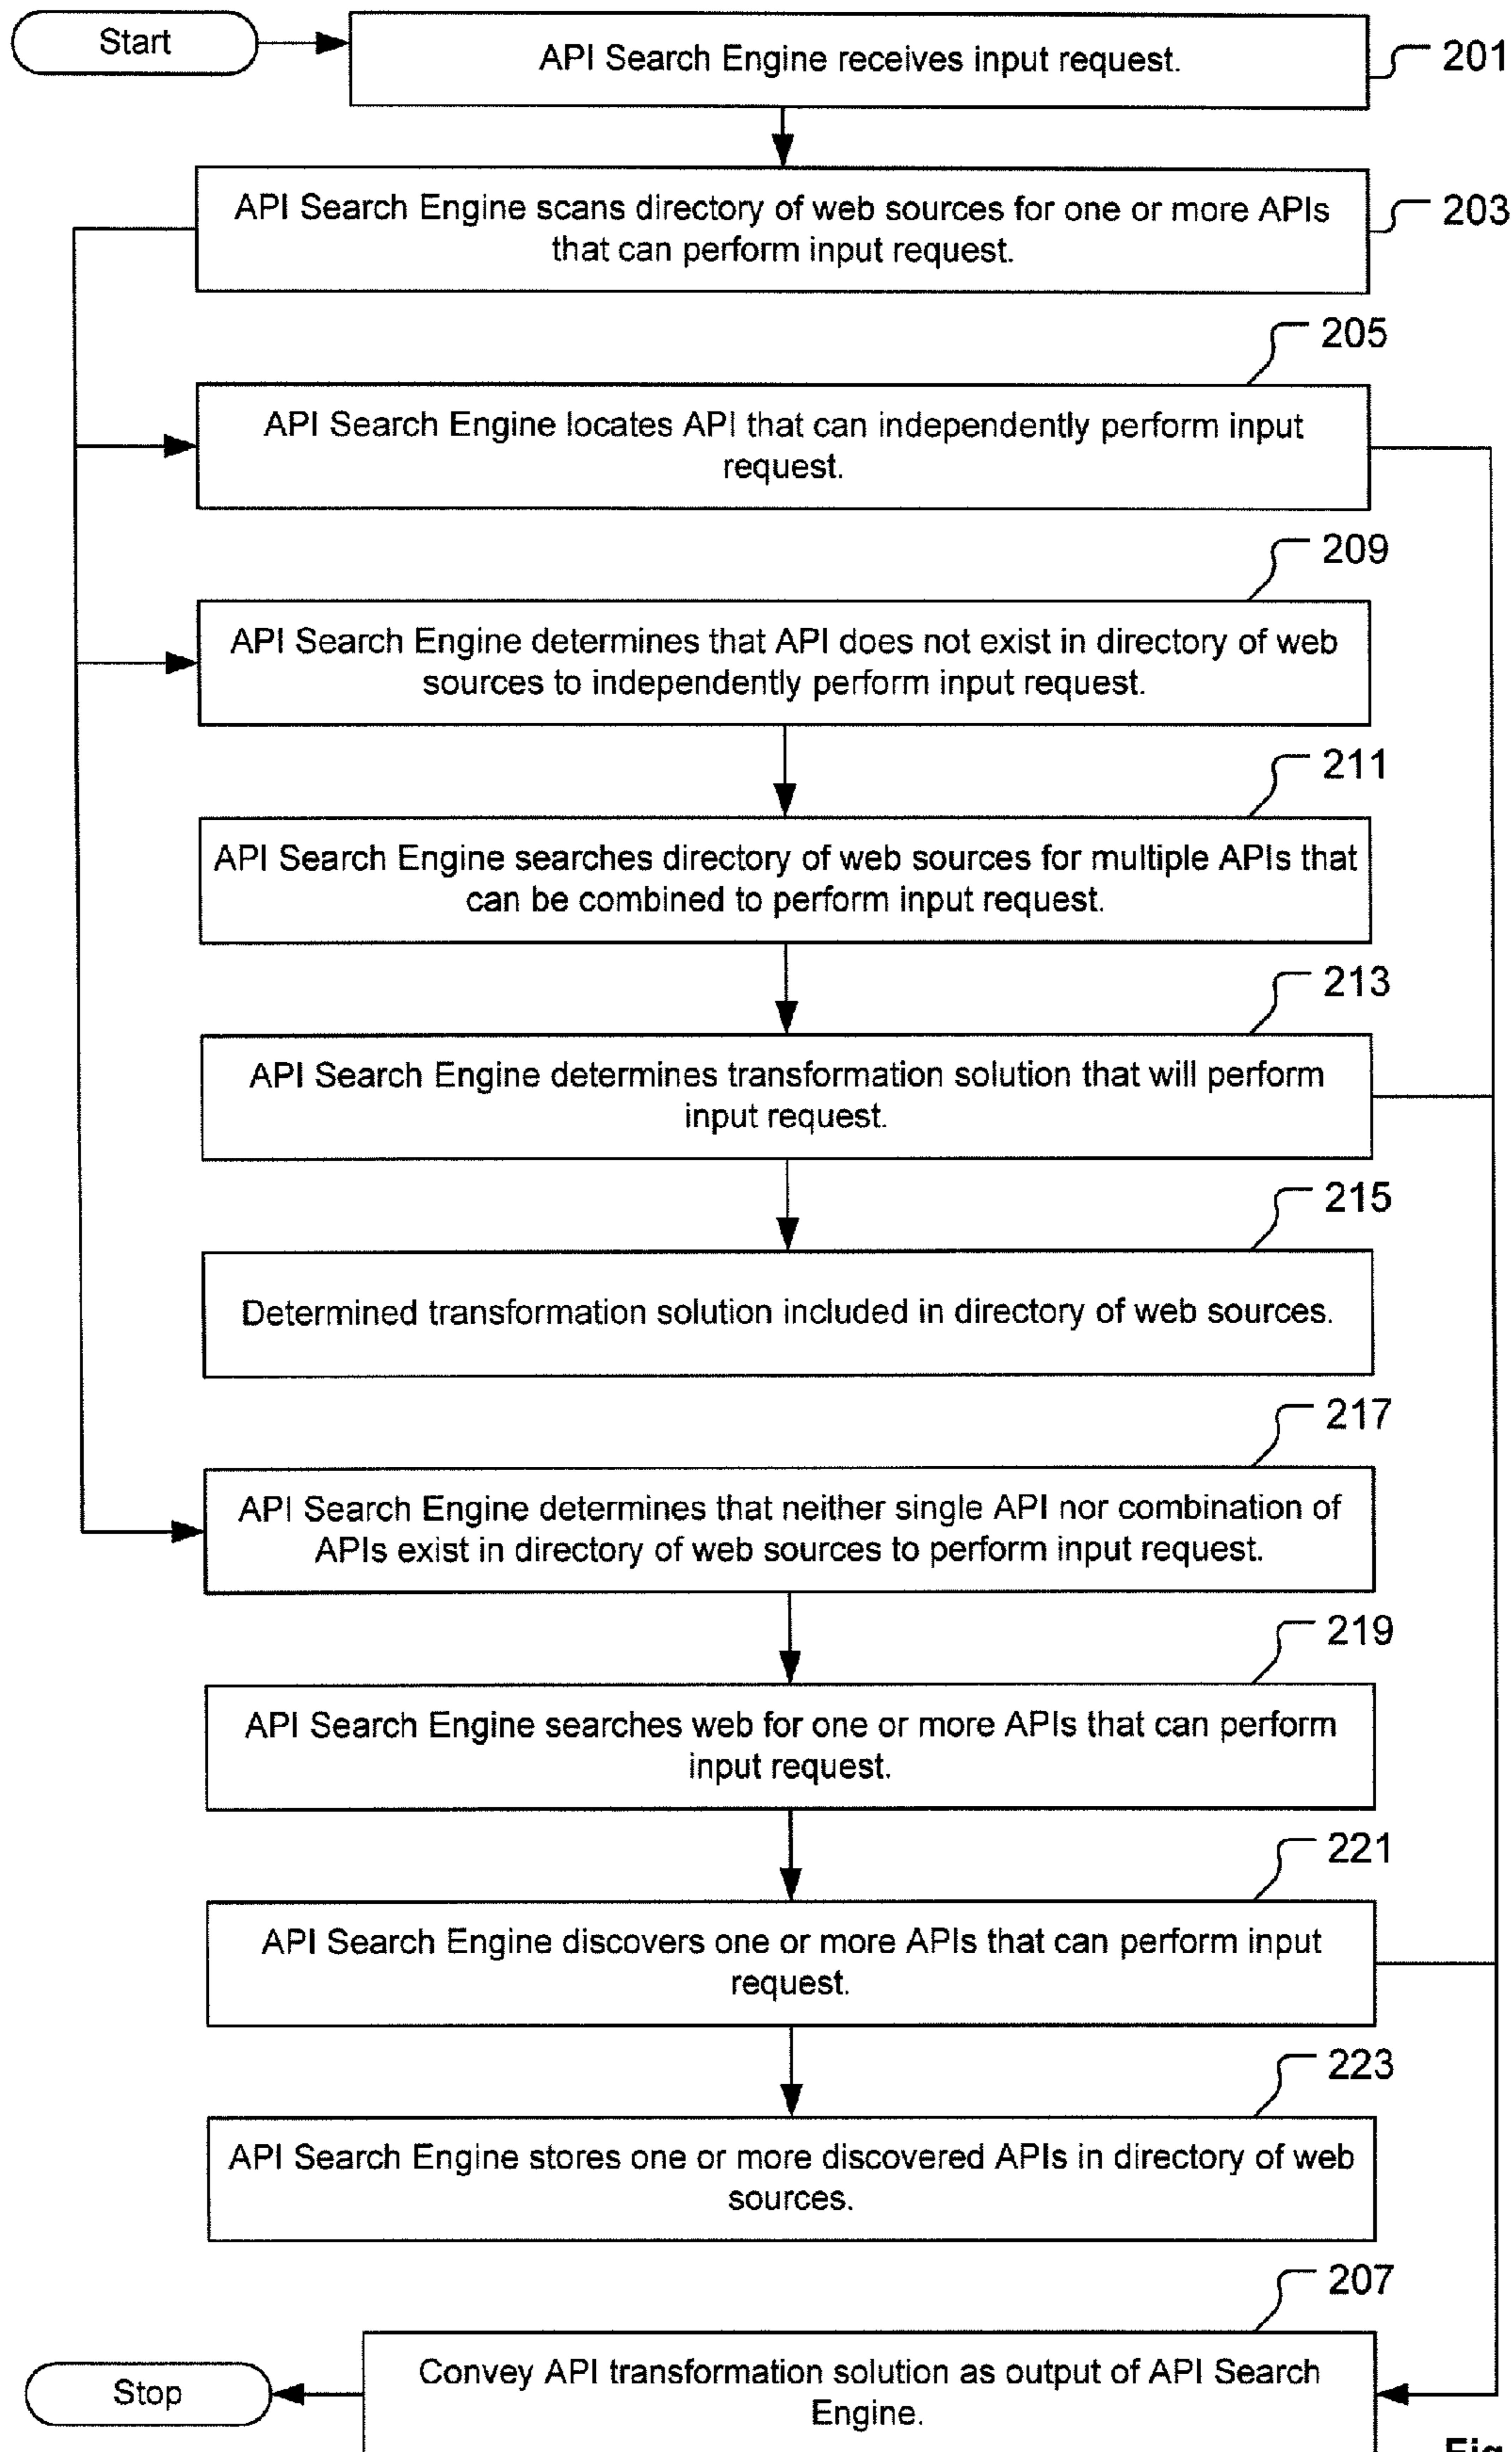 Start
API Search Engine receives input request.
201
API Search Engine scans directory of web sources for one or more APIs
that can perform input request.
203
205
API Search Engine locates API that can independently perform input
request.
209
API Search Engine determines that API does not exist in directory of web
sources to independently perform input request.
211
API Search Engine searches directory of web sources for multiple APIs that
can be combined to perform input request.
213
API Search Engine determines transformation solution that will perform
input request.
215
Determined transformation solution included in directory of web sources.
217
API Search Engine determines that neither single API nor combination of
APIs exist in directory of web sources to perform input request.
219
API Search Engine searches web for one or more APIs that can perform
input request.
221
API Search Engine discovers one or more APIs that can perform input
request.
223
API Search Engine stores one or more discovered APIs in directory of web
sources.
207
Convey API transformation solution as output of API Search
Engine.
Stop
Fig